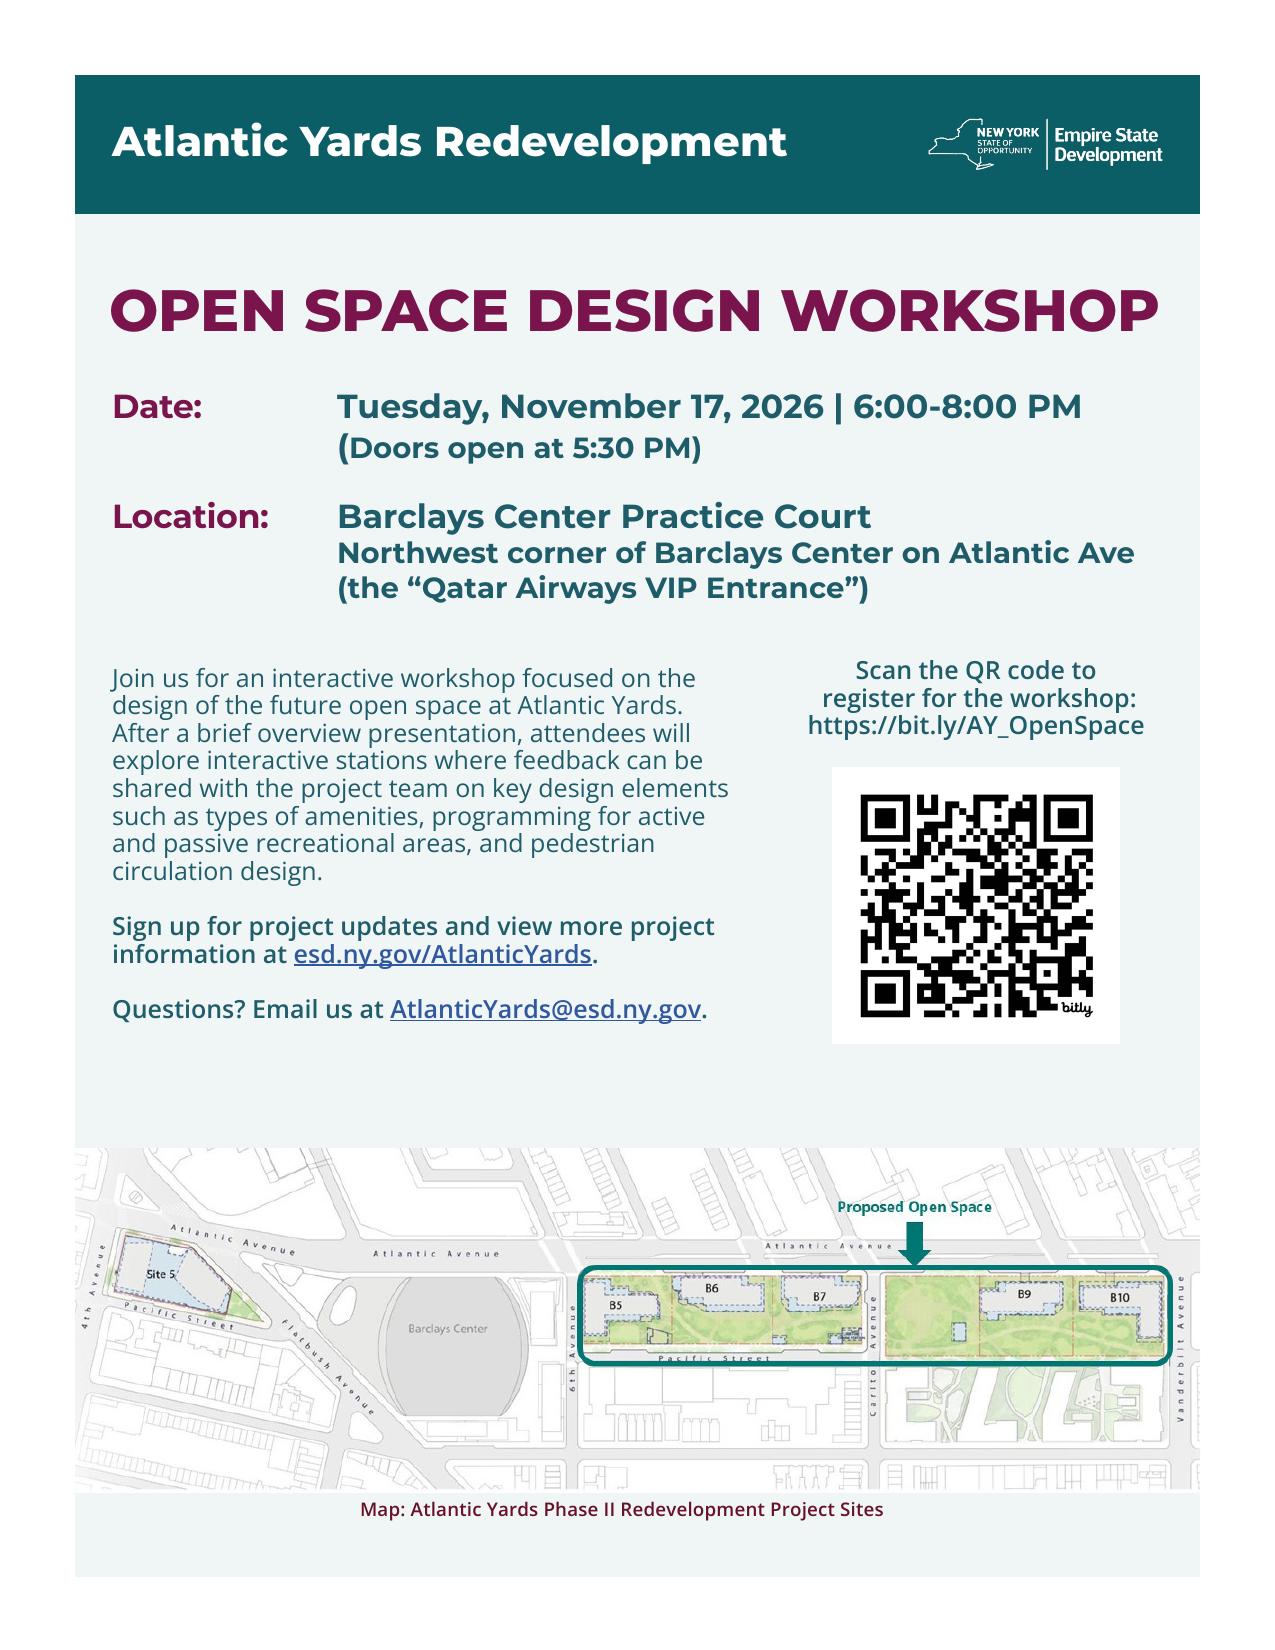 Atlantic Yards Redevelopment
NEW YORK
STATE OF
OPPORTUNITY
Empire State
Development
OPEN SPACE DESIGN WORKSHOP
Date:
Tuesday, November 17, 2026 | 6:00-8:00 PM
(Doors open at 5:30 PM)
Location:
Barclays Center Practice Court
Northwest corner of Barclays Center on Atlantic Ave
(the “Qatar Airways VIP Entrance”)
Join us for an interactive workshop focused on the
design of the future open space at Atlantic Yards.
After a brief overview presentation, attendees will
explore interactive stations where feedback can be
shared with the project team on key design elements
such as types of amenities, programming for active
and passive recreational areas, and pedestrian
circulation design.
Sign up for project updates and view more project
information at esd.ny.gov/AtlanticYards.
Questions? Email us at AtlanticYards@esd.ny.gov.
Scan the QR code to
register for the workshop:
https://bit.ly/AY_OpenSpace
bitly
Proposed Open Space
Atlantic Avenue
Atlantic Avenue
Atlantic Avenue
4th Avenue
Site 5
Pacific Street
Flatbush Avenue
Barclays Center
6th Avenue
B5
B6
B7
Pacific Street
Carlton Avenue
B9
B10
Vanderbilt Avenue
Map: Atlantic Yards Phase II Redevelopment Project Sites